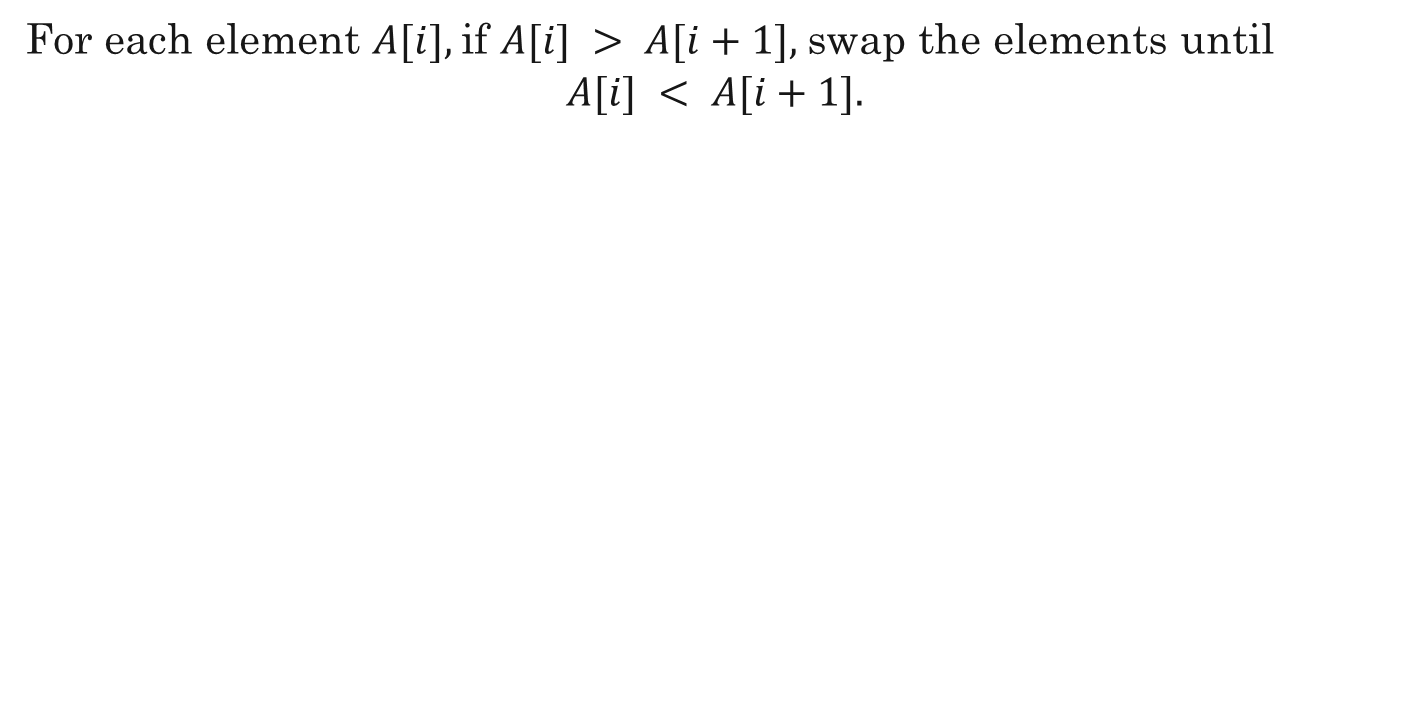 For each element A[i], if A[i] > A[i + 1], swap the elements until
A[i] < A[i + 1].